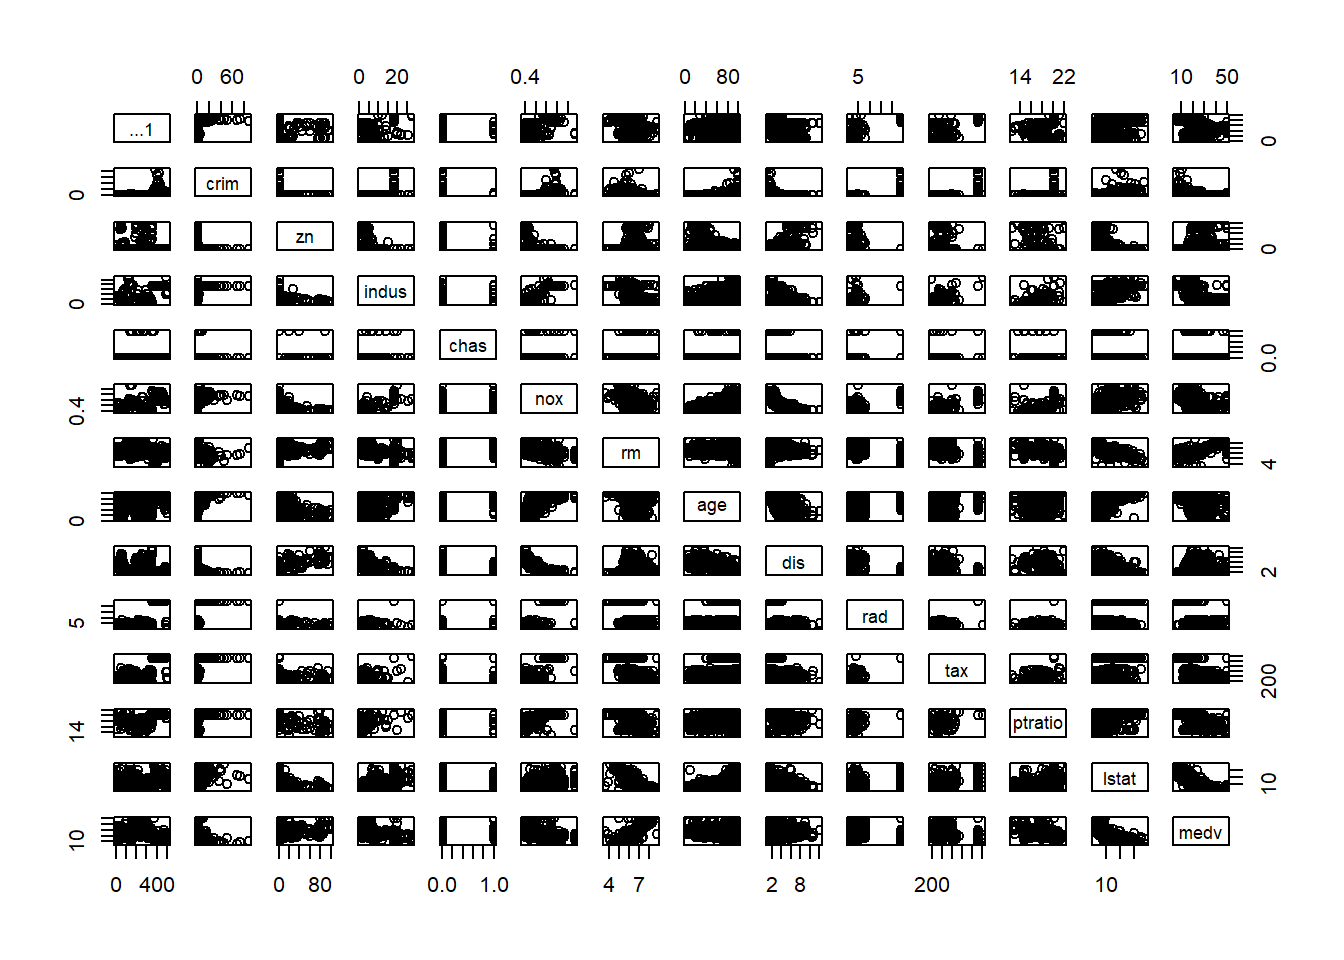 0 60 0 20 0.4 0 80 5 14 22 10 50
...1 0
0 crim
zn 0
0 indus
chas 0.0
0.4 nox
rm 4
0 age
dis 2
5 rad
tax 200
14 ptratio
lstat 10
10 medv
0 400 0 80 0.0 1.0 4 7 2 8 200 10